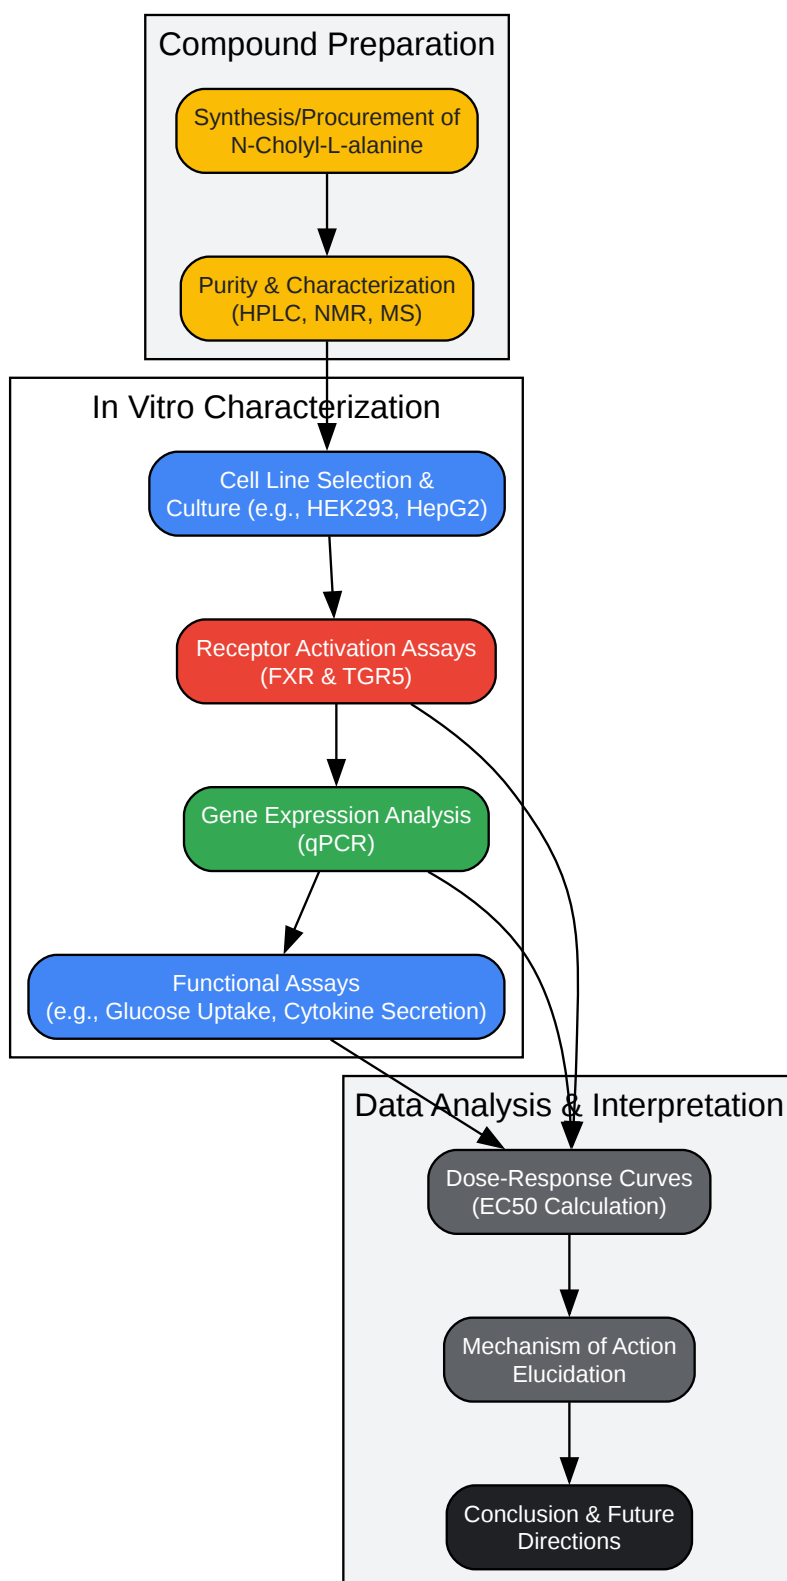 Compound Preparation
Synthesis/Procurement of
N-Cholyl-L-alanine
Purity & Characterization
(HPLC, NMR, MS)
In Vitro Characterization
Cell Line Selection &
Culture (e.g., HEK293, HepG2)
Receptor Activation Assays
(FXR & TGR5)
Gene Expression Analysis
(qPCR)
Functional Assays
(e.g., Glucose Uptake, Cytokine Secretion)
Data Analysis & Interpretation
Dose-Response Curves
(EC50 Calculation)
Mechanism of Action
Elucidation
Conclusion & Future
Directions